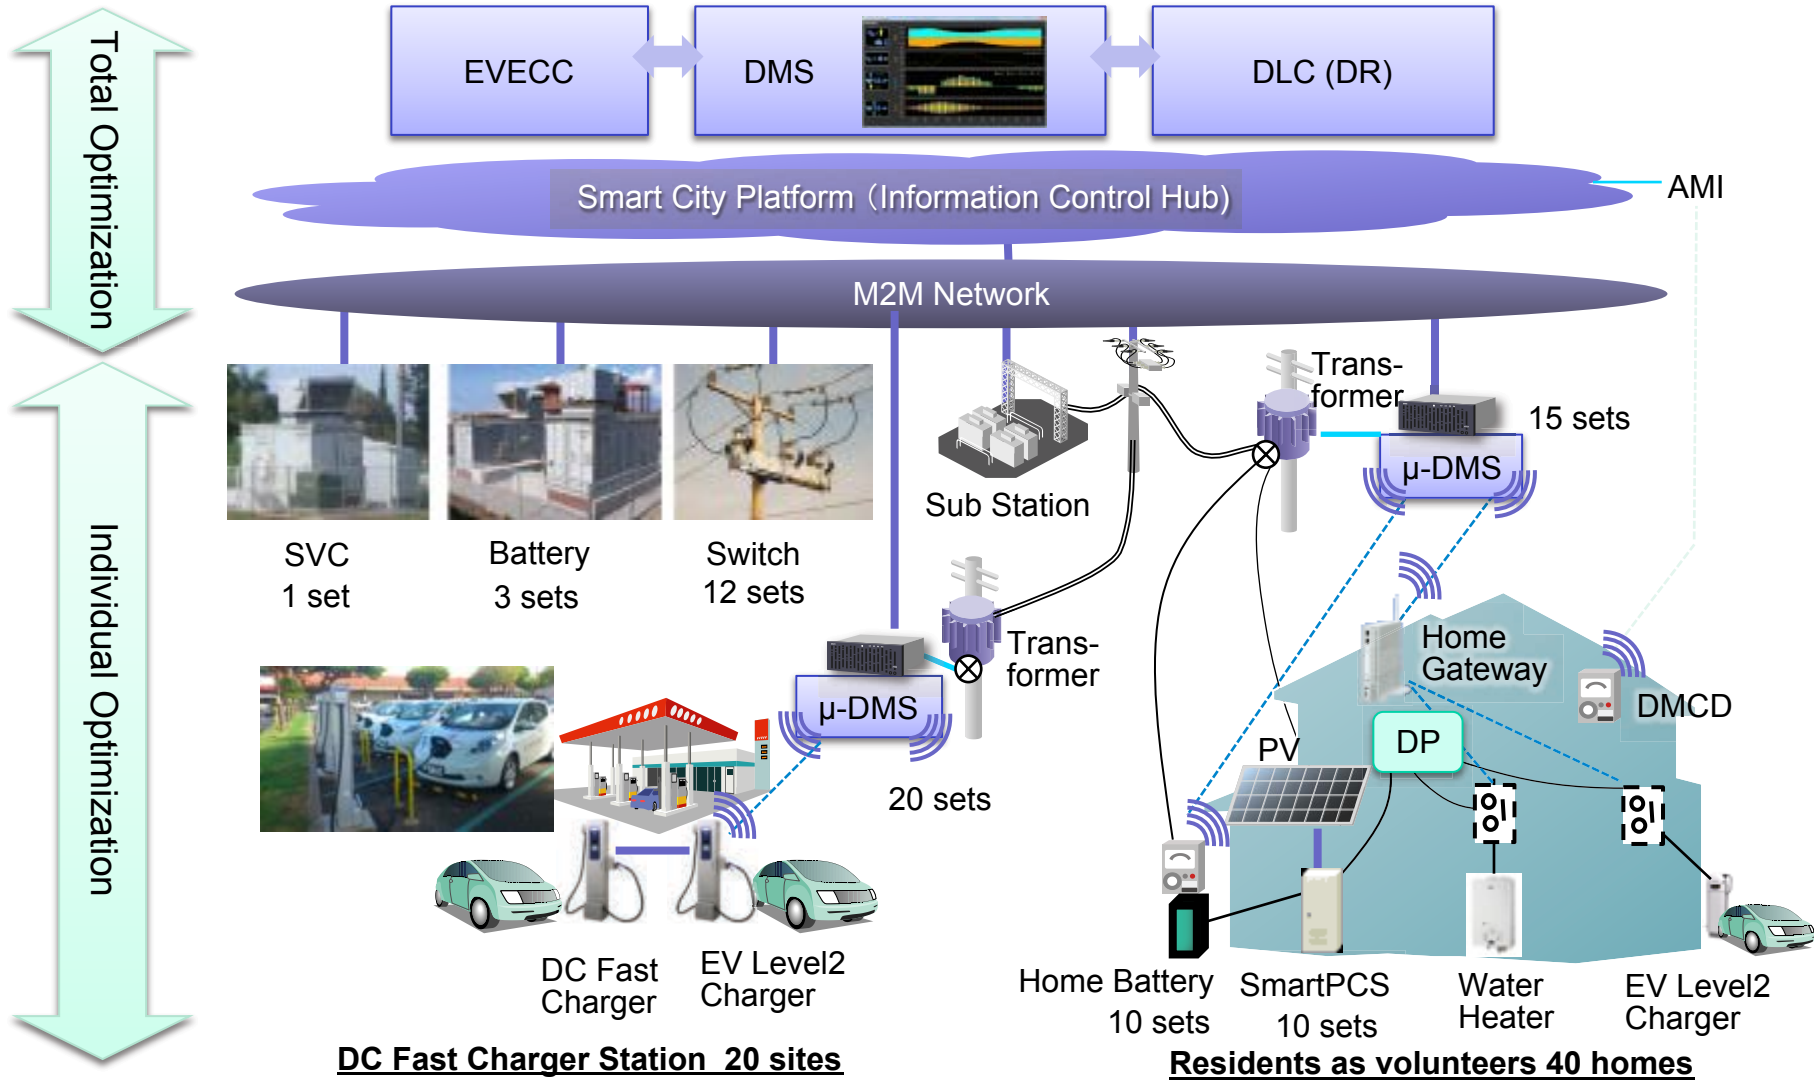 Total Optimization
EVECC
DMS
DLC (DR)
Smart City Platform（Information Control Hub)
AMI
M2M Network
Individual Optimization
SVC
1 set
Battery
3 sets
Switch
12 sets
Sub Station
Trans-
former
μ-DMS
15 sets
Trans-
former
μ-DMS
20 sets
Home
Gateway
DMCD
DP
PV
DC Fast
Charger
EV Level2
Charger
Home Battery
10 sets
SmartPCS
10 sets
Water
Heater
EV Level2
Charger
DC Fast Charger Station 20 sites
Residents as volunteers 40 homes